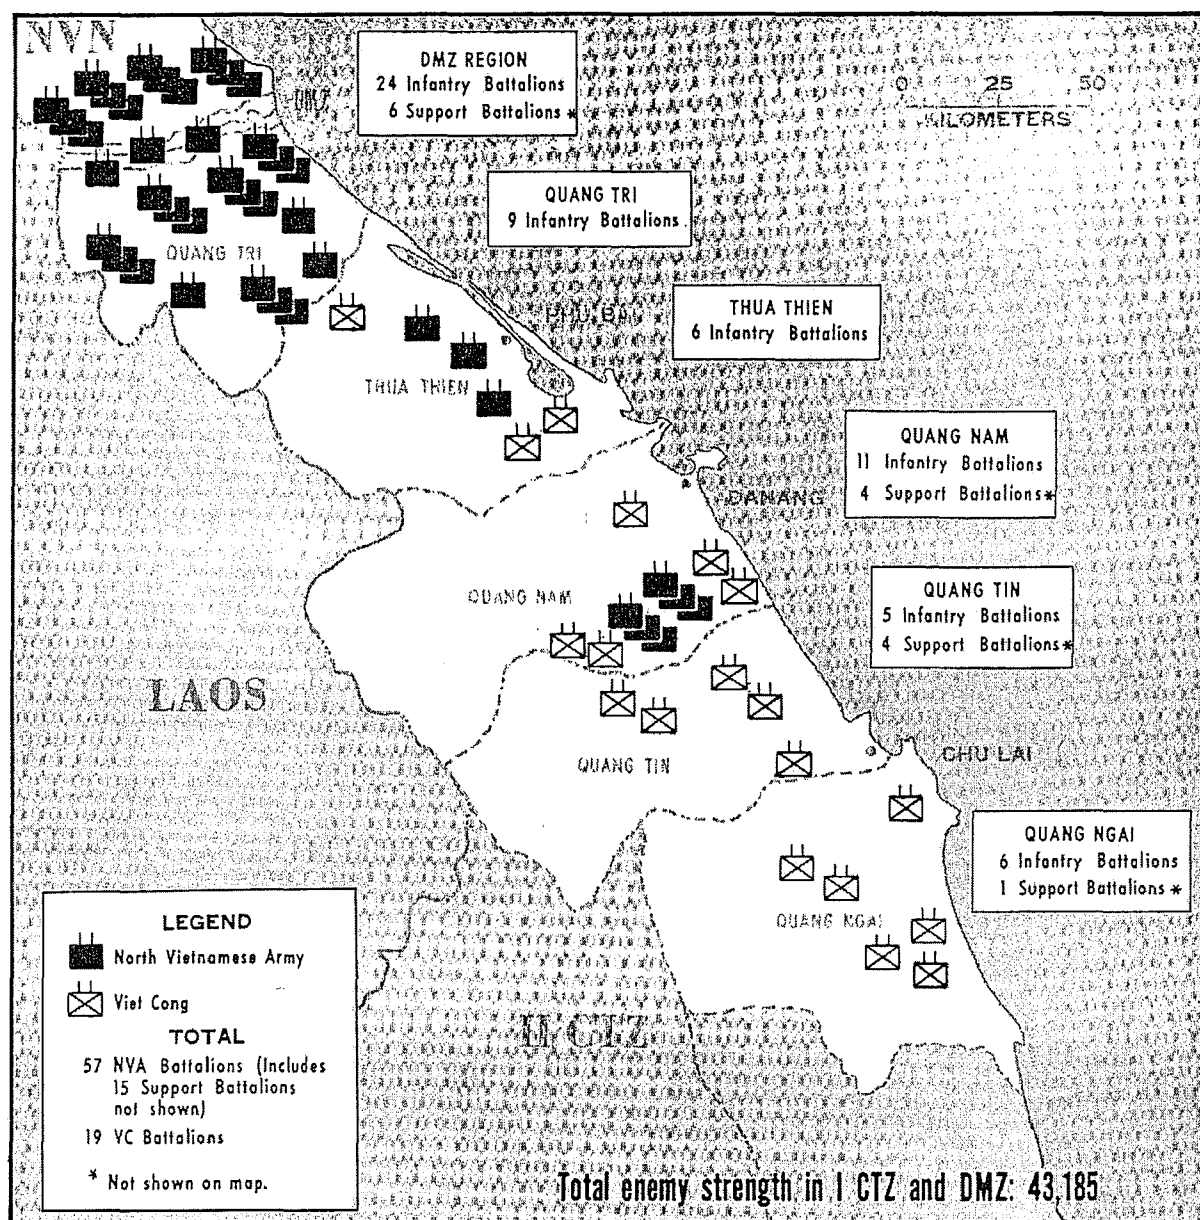 NVN
DMZ REGION
24 Infantry Battalions
6 Support Battalions *
DMZ
0 25 50
KILOMETERS
QUANG TRI
9 Infantry Battalions
QUANG TRI
THUA THIEN
6 Infantry Battalions
PHU BAI
THUA THIEN
QUANG NAM
11 Infantry Battalions
4 Support Battalions*
DANANG
QUANG NAM
QUANG TIN
5 Infantry Battalions
4 Support Battalions*
LAOS
QUANG TIN
CHU LAI
QUANG NGAI
6 Infantry Battalions
1 Support Battalions *
QUANG NGAI
LEGEND
North Vietnamese Army
Viet Cong
TOTAL
57 NVA Battalions (Includes
15 Support Battalions
not shown)
19 VC Battalions
* Not shown on map.
II CTZ
Total enemy strength in I CTZ and DMZ: 43,185